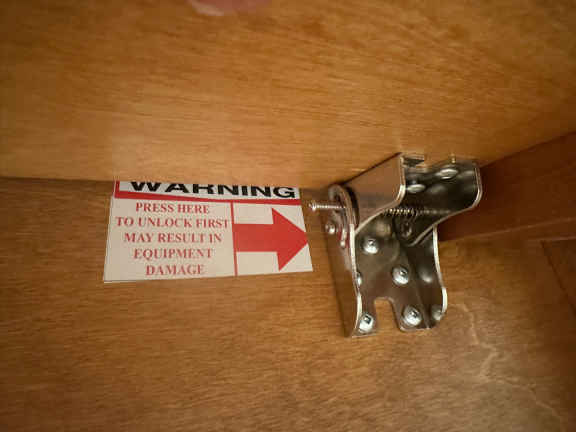 WARNING
PRESS HERE
TO UNLOCK FIRST
MAY RESULT IN
EQUIPMENT
DAMAGE